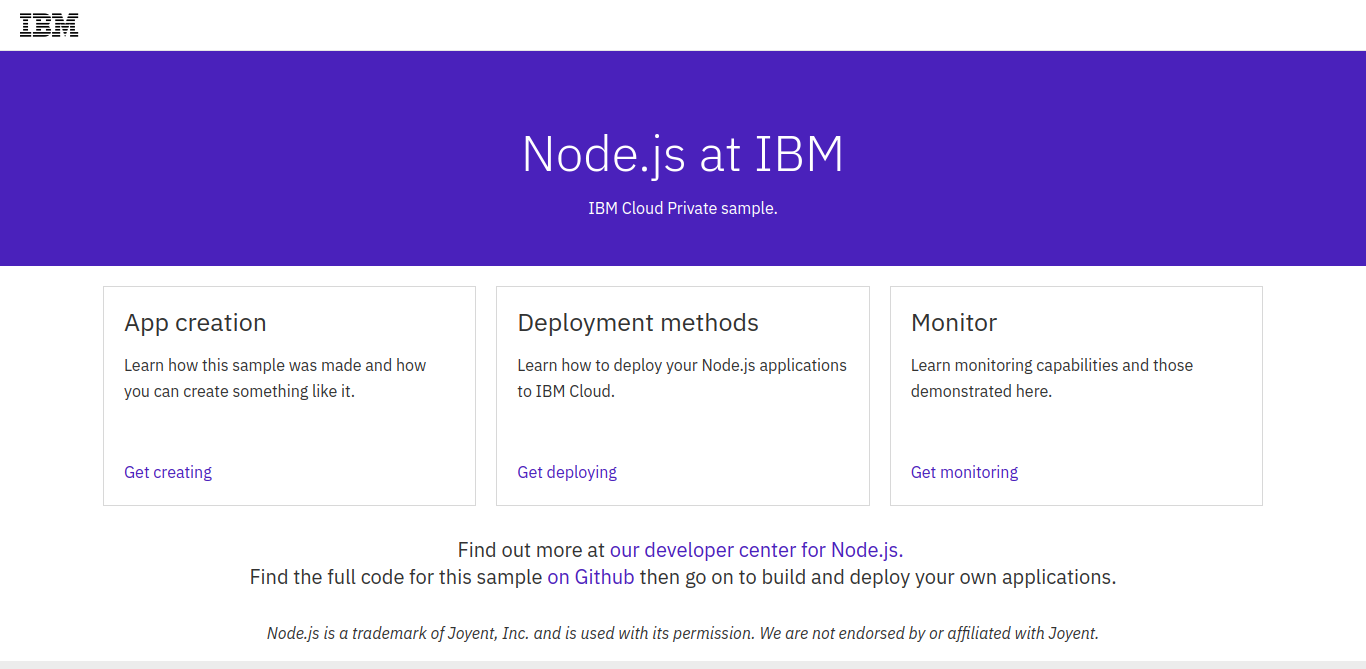 IBM
Node.js at IBM
IBM Cloud Private sample.
App creation
Learn how this sample was made and how
you can create something like it.
Get creating
Deployment methods
Learn how to deploy your Node.js applications
to IBM Cloud.
Get deploying
Monitor
Learn monitoring capabilities and those
demonstrated here.
Get monitoring
Find out more at our developer center for Node.js.
Find the full code for this sample on Github then go on to build and deploy your own applications.
Node.js is a trademark of Joyent, Inc. and is used with its permission. We are not endorsed by or affiliated with Joyent.